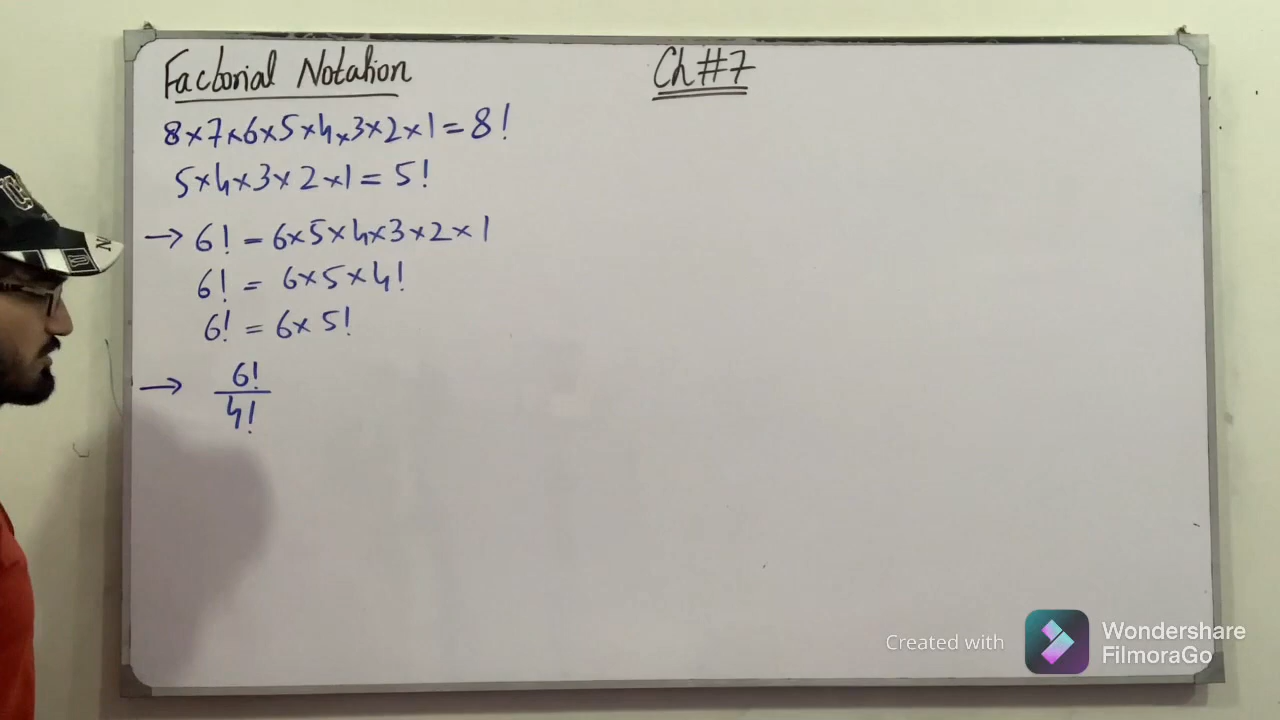 Factorial Notation
Ch #7
8×7×6×5×4×3×2×1=8!
5×4×3×2×1=5!
→ 6! = 6×5×4×3×2×1
6! = 6×5×4!
6! = 6×5!
→ 6!
4!
Created with
Wondershare
FilmoraGo